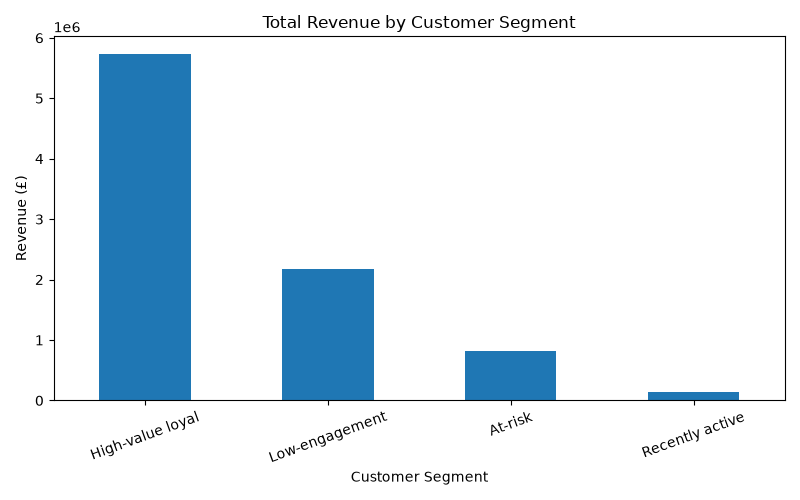 Total Revenue by Customer Segment
1e6
6
5
4
3
2
1
0
Revenue (£)
High-value loyal
Low-engagement
At-risk
Recently active
Customer Segment